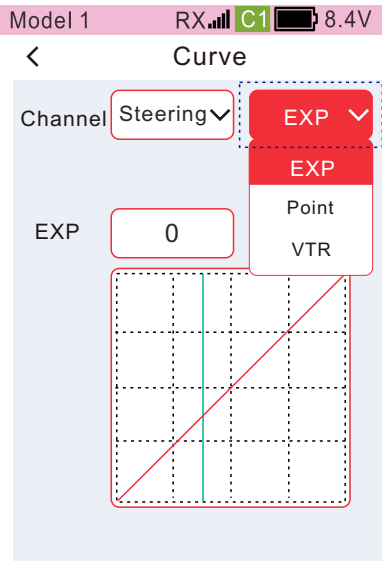 Model 1 RX C1 8.4V
Curve
Channel Steering EXP
EXP
Point
EXP 0
VTR